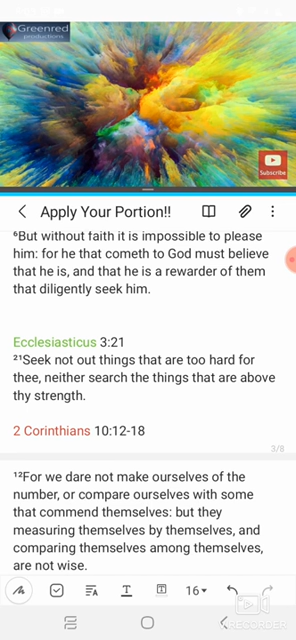 Greenred
productions
Subscribe
Apply Your Portion!!
⁶But without faith it is impossible to please
him: for he that cometh to God must believe
that he is, and that he is a rewarder of them
that diligently seek him.
Ecclesiasticus 3:21
²¹Seek not out things that are too hard for
thee, neither search the things that are above
thy strength.
2 Corinthians 10:12-18
3/8
¹²For we dare not make ourselves of the
number, or compare ourselves with some
that commend themselves: but they
measuring themselves by themselves, and
comparing themselves among themselves,
are not wise.
16
RECORDER